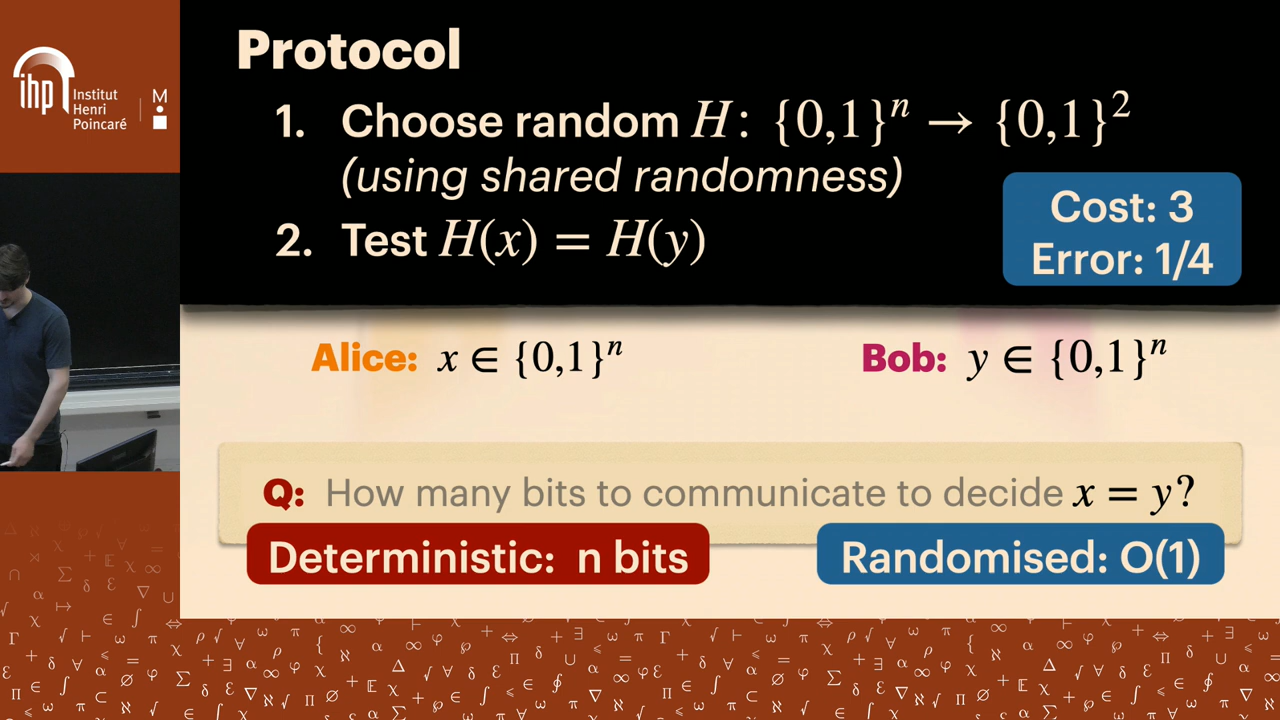 ihp
Institut
Henri
Poincaré
M
Protocol
1. Choose random H: {0,1}ⁿ → {0,1}²
(using shared randomness)
2. Test H(x) = H(y)
Cost: 3
Error: 1/4
Alice: x ∈ {0,1}ⁿ
Bob: y ∈ {0,1}ⁿ
Q: How many bits to communicate to decide x = y?
Deterministic: n bits
Randomised: O(1)